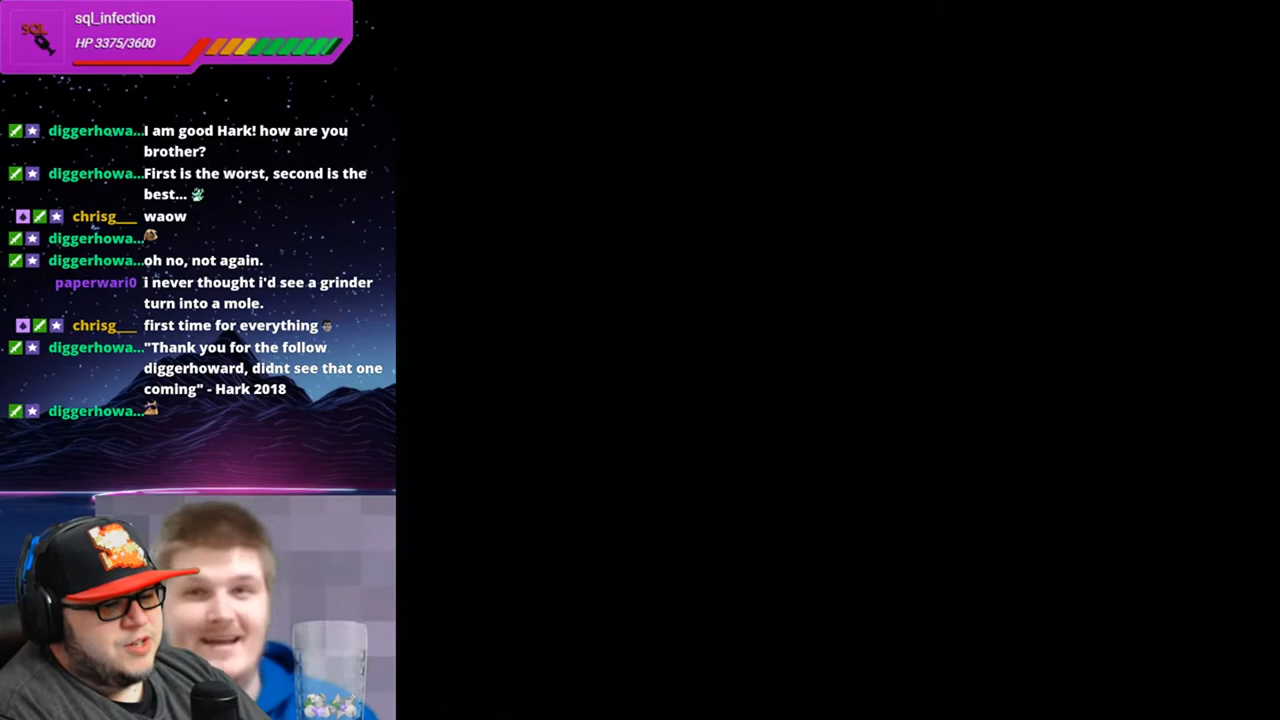 sql_infection
SQL
HP 3375/3600
diggerhowa... I am good Hark! how are you
brother?
diggerhowa... First is the worst, second is the
best...
chrisg___ waow
diggerhowa...
diggerhowa... oh no, not again.
paperwari0 i never thought i'd see a grinder
turn into a mole.
chrisg___ first time for everything
diggerhowa... "Thank you for the follow
diggerhoward, didnt see that one
coming" - Hark 2018
diggerhowa...